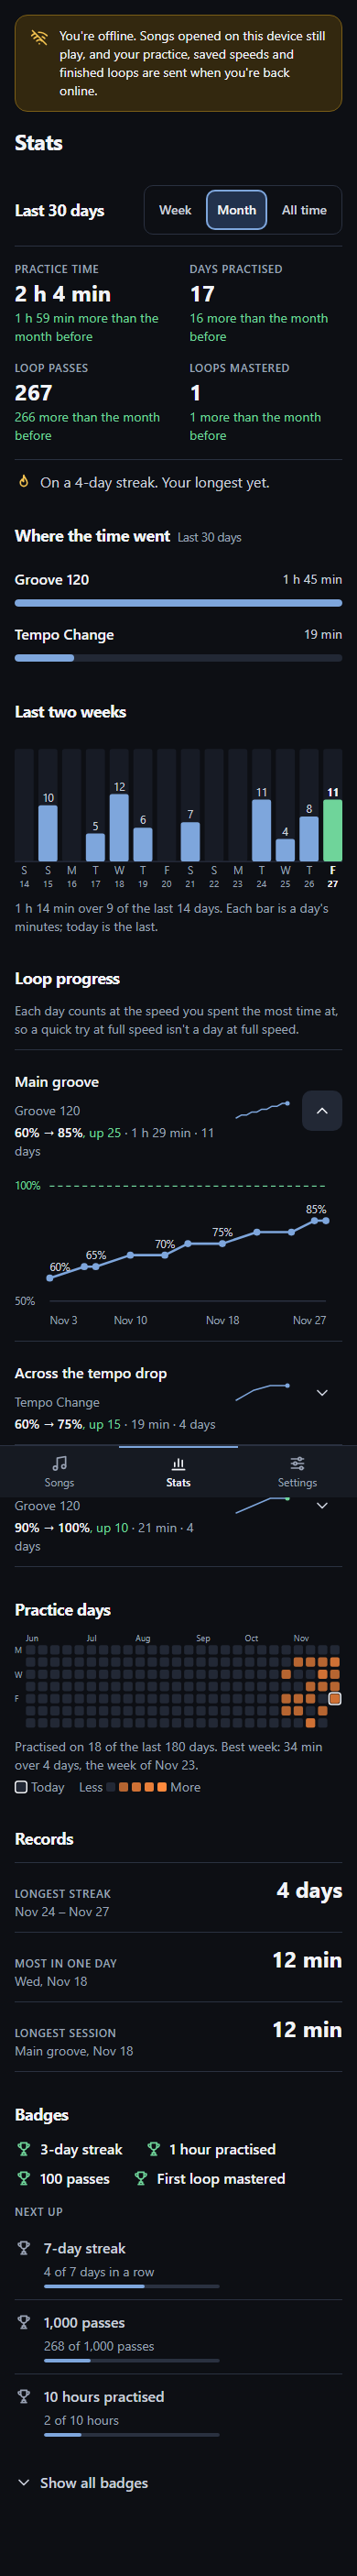 You're offline. Songs opened on this device still
play, and your practice, saved speeds and
finished loops are sent when you're back
online.
Stats
Last 30 days
Week
Month
All time
PRACTICE TIME
2 h 4 min
1 h 59 min more than the
month before
DAYS PRACTISED
17
16 more than the month
before
LOOP PASSES
267
266 more than the month
before
LOOPS MASTERED
1
1 more than the month
before
On a 4-day streak. Your longest yet.
Where the time went Last 30 days
Groove 120
1 h 45 min
Tempo Change
19 min
Last two weeks
10 5 12 6 7 11 4 8 11
S S M T W T F S S M T W T F
14 15 16 17 18 19 20 21 22 23 24 25 26 27
1 h 14 min over 9 of the last 14 days. Each bar is a day's
minutes; today is the last.
Loop progress
Each day counts at the speed you spent the most time at,
so a quick try at full speed isn't a day at full speed.
Main groove
Groove 120
60% → 85%, up 25 · 1 h 29 min · 11
days
100%
85%
75%
70%
65%
60%
50%
Nov 3 Nov 10 Nov 18 Nov 27
Across the tempo drop
Tempo Change
60% → 75%, up 15 · 19 min · 4 days
Songs
Stats
Settings
Groove 120
90% → 100%, up 10 · 21 min · 4
days
Practice days
Jun Jul Aug Sep Oct Nov
M
W
F
Practised on 18 of the last 180 days. Best week: 34 min
over 4 days, the week of Nov 23.
Today Less More
Records
LONGEST STREAK
Nov 24 – Nov 27
4 days
MOST IN ONE DAY
Wed, Nov 18
12 min
LONGEST SESSION
Main groove, Nov 18
12 min
Badges
3-day streak
1 hour practised
100 passes
First loop mastered
NEXT UP
7-day streak
4 of 7 days in a row
1,000 passes
268 of 1,000 passes
10 hours practised
2 of 10 hours
Show all badges